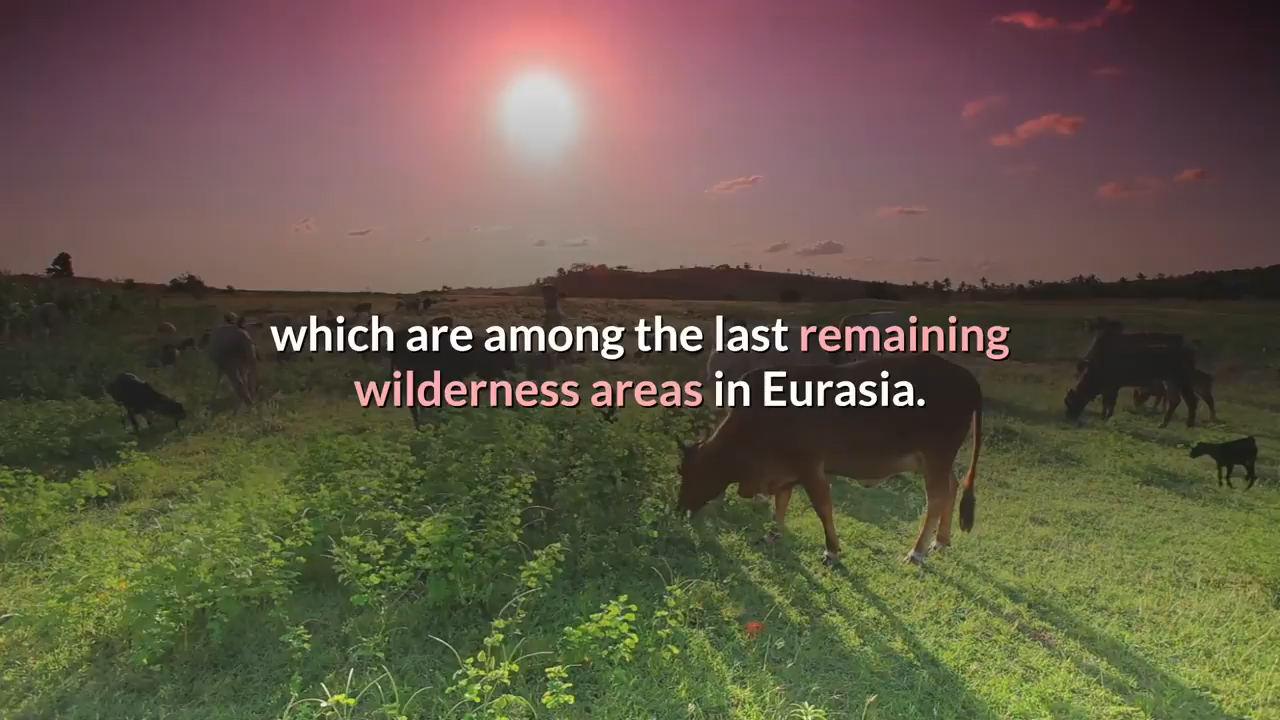 which are among the last remaining
wilderness areas in Eurasia.